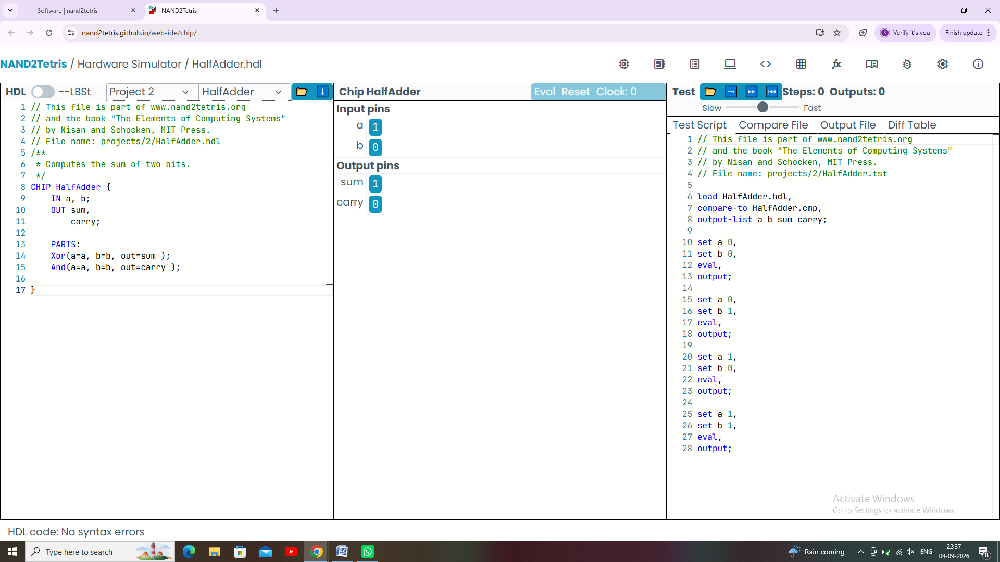 Software | nand2tetris
NAND2Tetris
nand2tetris.github.io/web-ide/chip/
Verify it's you
Finish update
NAND2Tetris / Hardware Simulator / HalfAdder.hdl
HDL --LBSt Project 2 HalfAdder
1 // This file is part of www.nand2tetris.org
2 // and the book "The Elements of Computing Systems"
3 // by Nisan and Schocken, MIT Press.
4 // File name: projects/2/HalfAdder.hdl
5 /**
6 * Computes the sum of two bits.
7 */
8 CHIP HalfAdder {
9 IN a, b;
10 OUT sum,
11 carry;
12
13 PARTS:
14 Xor(a=a, b=b, out=sum );
15 And(a=a, b=b, out=carry );
16
17 }
Chip HalfAdder Eval Reset Clock: 0
Input pins
a 1
b 0
Output pins
sum 1
carry 0
Test Steps: 0 Outputs: 0
Slow Fast
Test Script Compare File Output File Diff Table
1 // This file is part of www.nand2tetris.org
2 // and the book "The Elements of Computing Systems"
3 // by Nisan and Schocken, MIT Press.
4 // File name: projects/2/HalfAdder.tst
5
6 load HalfAdder.hdl,
7 compare-to HalfAdder.cmp,
8 output-list a b sum carry;
9
10 set a 0,
11 set b 0,
12 eval,
13 output;
14
15 set a 0,
16 set b 1,
17 eval,
18 output;
19
20 set a 1,
21 set b 0,
22 eval,
23 output;
24
25 set a 1,
26 set b 1,
27 eval,
28 output;
Activate Windows
Go to Settings to activate Windows.
HDL code: No syntax errors
Type here to search
Rain coming
ENG
22:37
04-09-2026
8